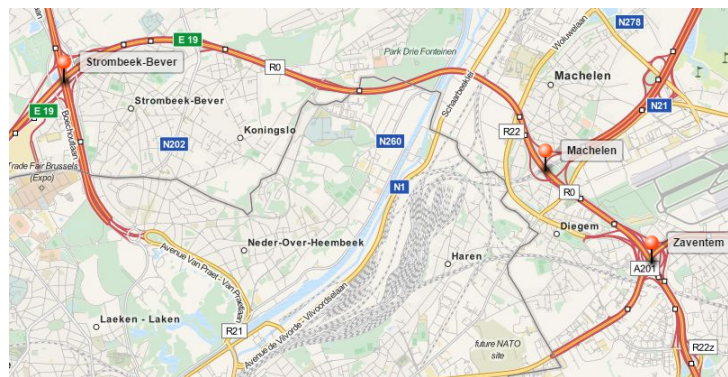 N278
E 19
Park Drie Fonteinen
Woluwelaan
Strombeek-Bever
R0
Schaarbeeklei
Machelen
E 19
Strombeek-Bever
N21
Boechoutlaan
Koningslo
R22
N202
N260
Machelen
Trade Fair Brussels
(Expo)
N1
R0
Diegem
Neder-Over-Heembeek
Zaventem
Avenue Van Praet - Van Praetlaan
Haren
A201
Laeken - Laken
R21
Avenue de Vilvorde - Vilvoordselaan
future NATO
site
R22z